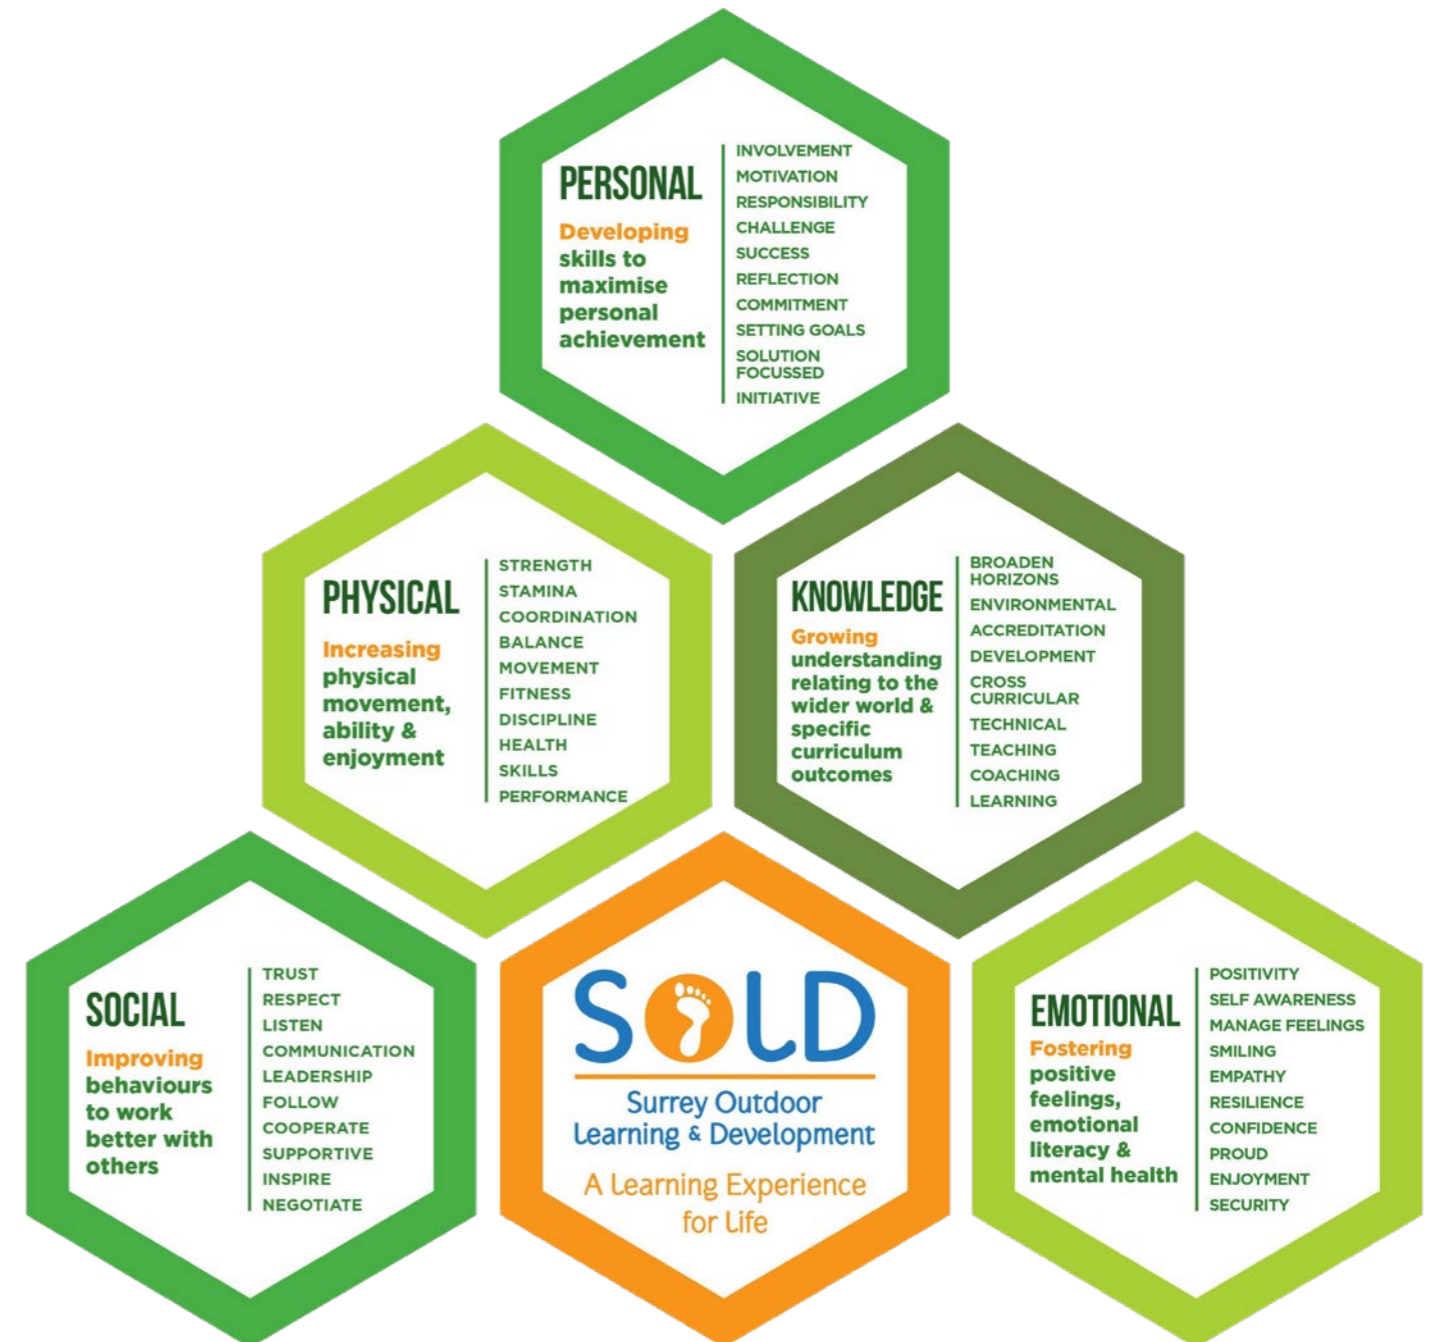 PERSONAL
Developing
skills to
maximise
personal
achievement
INVOLVEMENT
MOTIVATION
RESPONSIBILITY
CHALLENGE
SUCCESS
REFLECTION
COMMITMENT
SETTING GOALS
SOLUTION
FOCUSSED
INITIATIVE
PHYSICAL
Increasing
physical
movement,
ability &
enjoyment
STRENGTH
STAMINA
COORDINATION
BALANCE
MOVEMENT
FITNESS
DISCIPLINE
HEALTH
SKILLS
PERFORMANCE
KNOWLEDGE
Growing
understanding
relating to the
wider world &
specific
curriculum
outcomes
BROADEN
HORIZONS
ENVIRONMENTAL
ACCREDITATION
DEVELOPMENT
CROSS
CURRICULAR
TECHNICAL
TEACHING
COACHING
LEARNING
SOCIAL
Improving
behaviours
to work
better with
others
TRUST
RESPECT
LISTEN
COMMUNICATION
LEADERSHIP
FOLLOW
COOPERATE
SUPPORTIVE
INSPIRE
NEGOTIATE
SOLD
Surrey Outdoor
Learning & Development
A Learning Experience
for Life
EMOTIONAL
Fostering
positive
feelings,
emotional
literacy &
mental health
POSITIVITY
SELF AWARENESS
MANAGE FEELINGS
SMILING
EMPATHY
RESILIENCE
CONFIDENCE
PROUD
ENJOYMENT
SECURITY